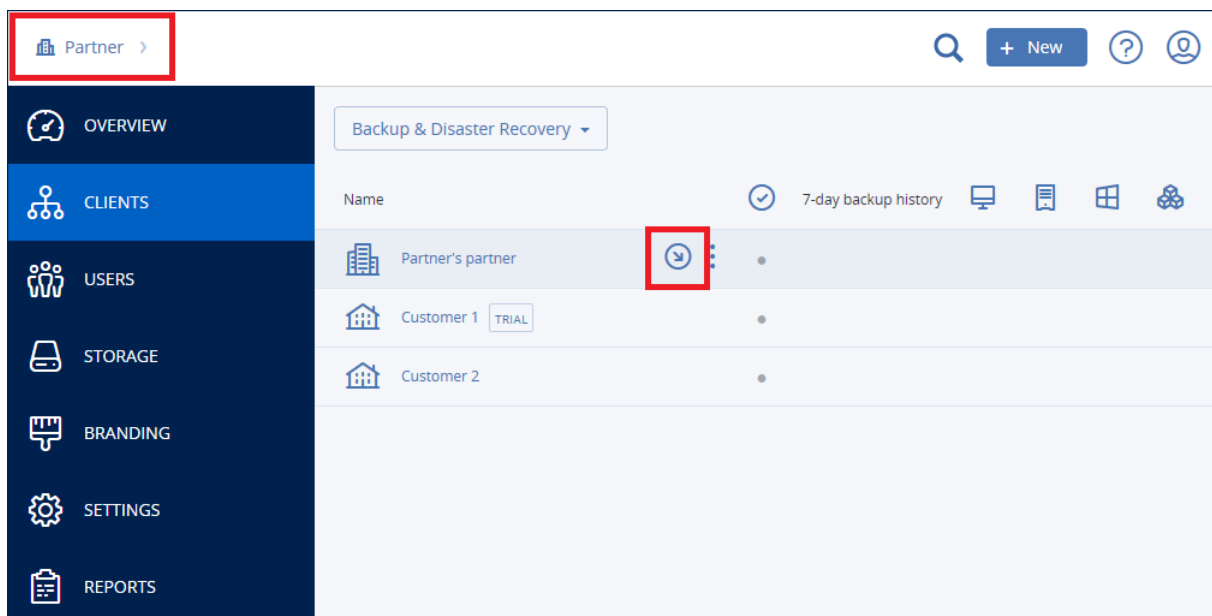 Partner
+ New
OVERVIEW
Backup & Disaster Recovery
CLIENTS
Name 7-day backup history
Partner's partner
USERS
Customer 1 TRIAL
STORAGE
Customer 2
BRANDING
SETTINGS
REPORTS